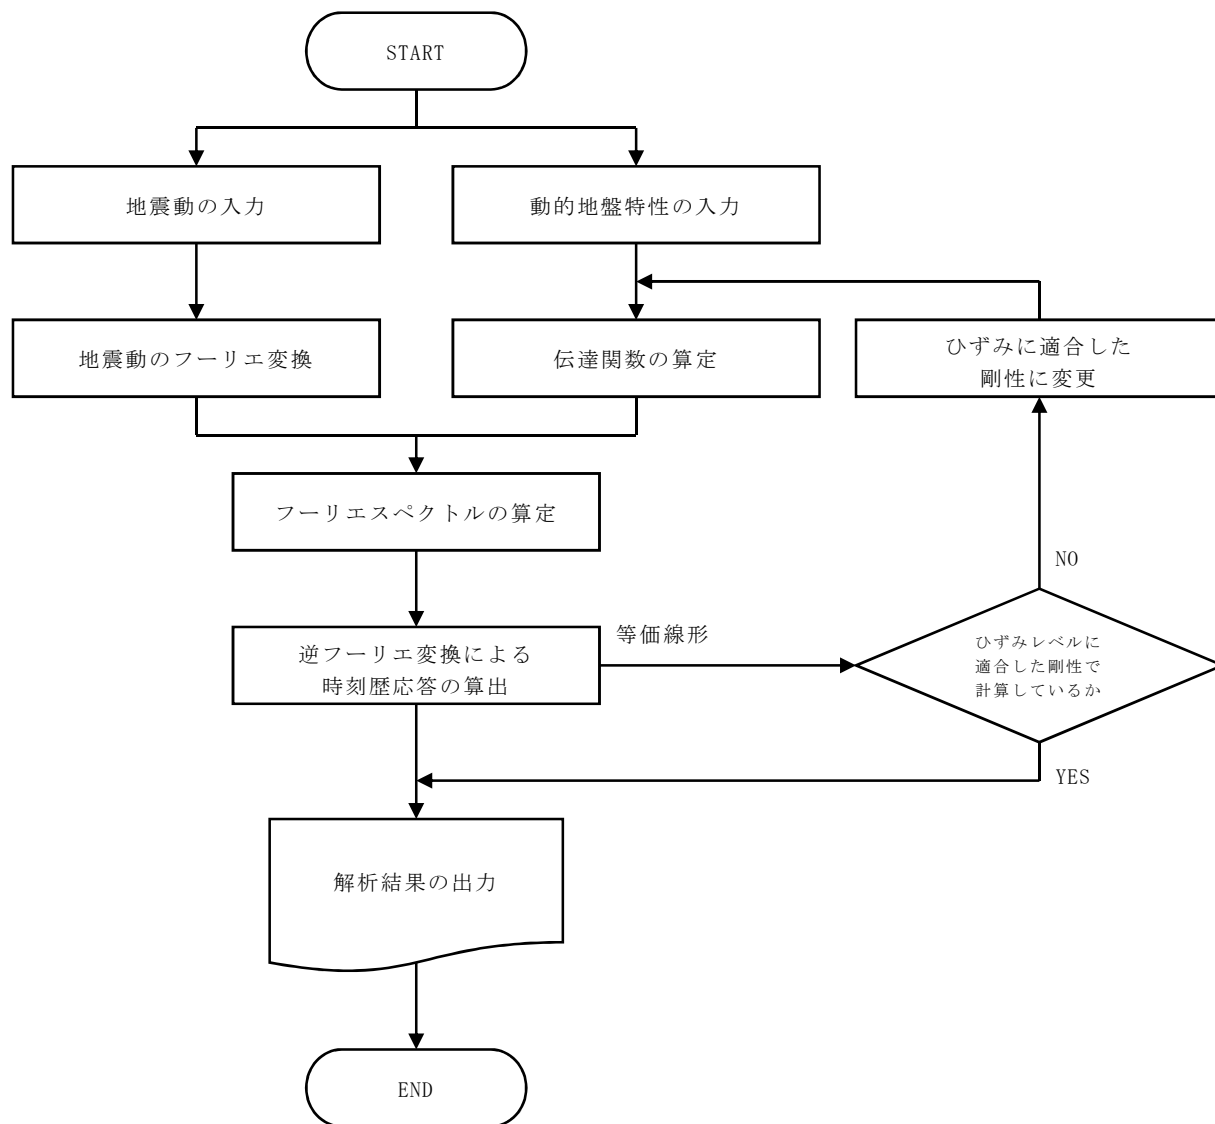 START
地震動の入力
動的地盤特性の入力
地震動のフーリエ変換
伝達関数の算定
ひずみに適合した
剛性に変更
フーリエスペクトルの算定
NO
逆フーリエ変換による
時刻歴応答の算出
等価線形
ひずみレベルに
適合した剛性で
計算しているか
YES
解析結果の出力
END